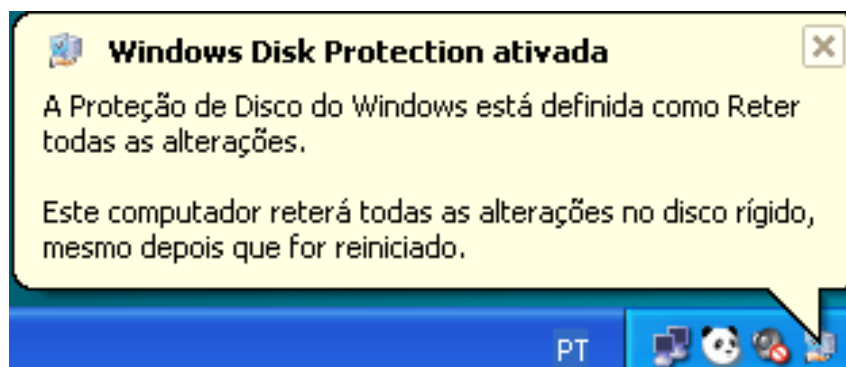 Windows Disk Protection ativada
A Proteção de Disco do Windows está definida como Reter
todas as alterações.
Este computador reterá todas as alterações no disco rígido,
mesmo depois que for reiniciado.
PT